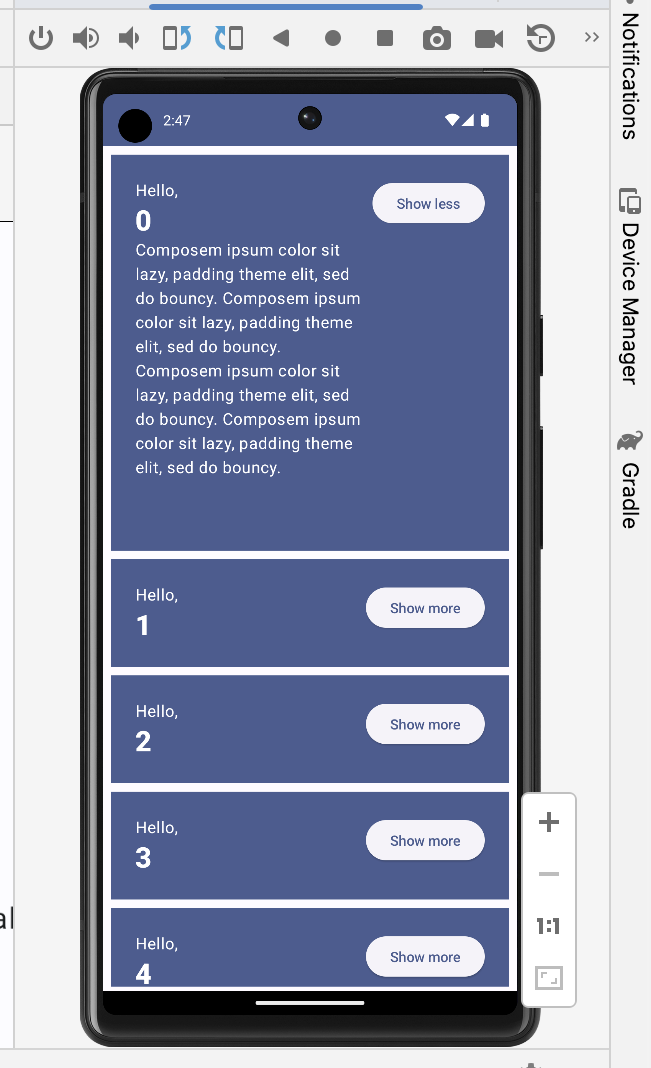 2:47
Hello,
0
Show less
Composem ipsum color sit
lazy, padding theme elit, sed
do bouncy. Composem ipsum
color sit lazy, padding theme
elit, sed do bouncy.
Composem ipsum color sit
lazy, padding theme elit, sed
do bouncy. Composem ipsum
color sit lazy, padding theme
elit, sed do bouncy.
Hello,
1
Show more
Hello,
2
Show more
Hello,
3
Show more
Hello,
4
Show more
1:1
al
Notifications
Device Manager
Gradle